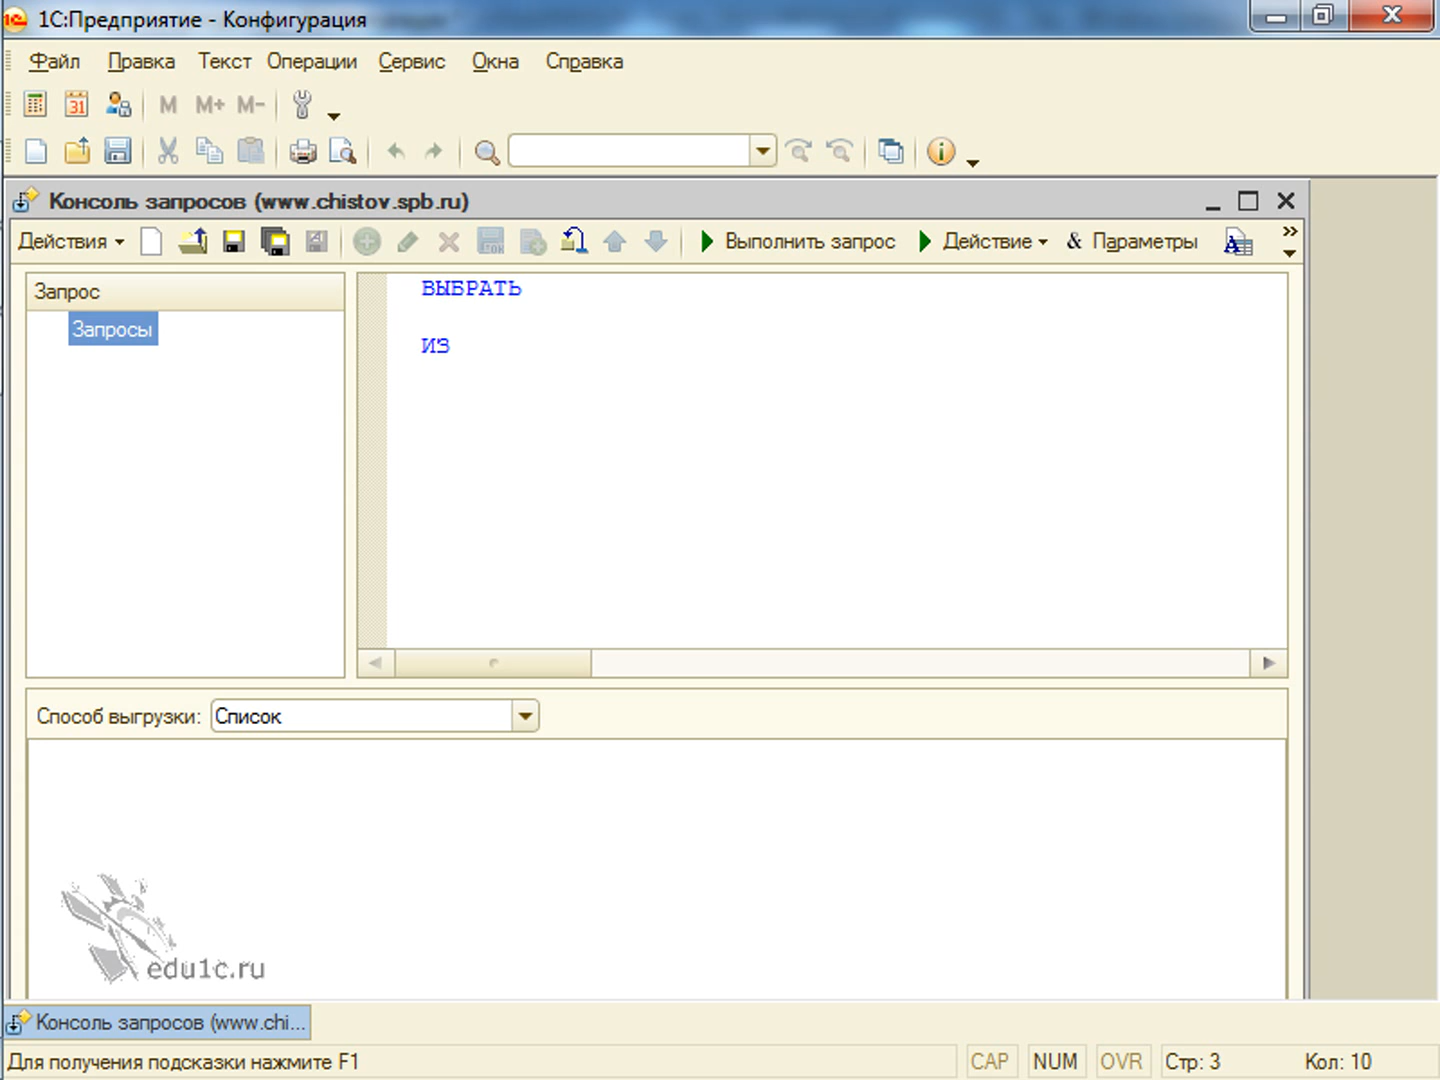 1С:Предприятие - Конфигурация
Файл Правка Текст Операции Сервис Окна Справка
31 M M+ M-
Консоль запросов (www.chistov.spb.ru)
Действия Выполнить запрос Действие & Параметры
Запрос
Запросы
ВЫБРАТЬ
ИЗ
Способ выгрузки: Список
edu1c.ru
Консоль запросов (www.chi...
Для получения подсказки нажмите F1 CAP NUM OVR Стр: 3 Кол: 10